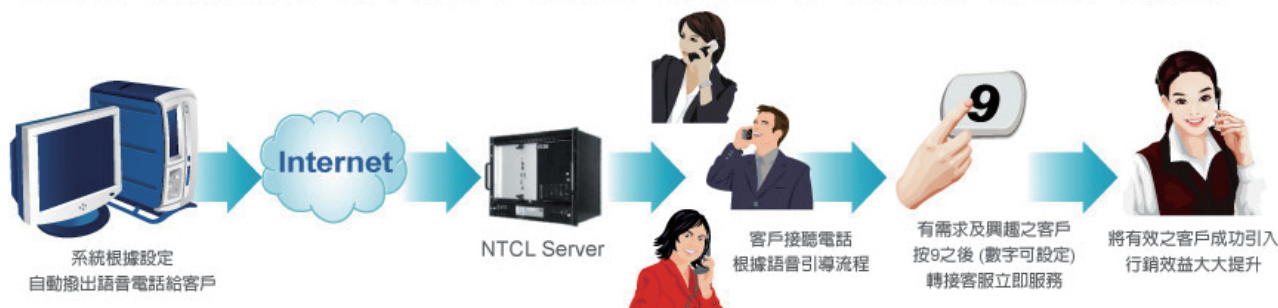 系統根據設定
自動撥出語音電話給客戶
Internet
NTCL Server
客戶接聽電話
根據語音引導流程
9
有需求及興趣之客戶
按9之後 (數字可設定)
轉接客服立即服務
將有效之客戶成功引入
行銷效益大大提升